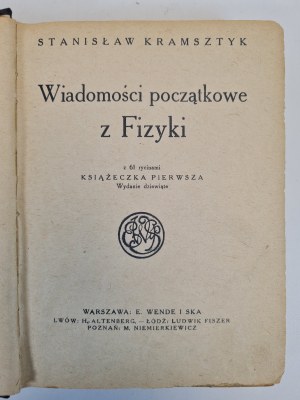 STANISŁAW KRAMSZTYK
Wiadomości początkowe
z Fizyki
z 61 rycinami
KSIĄŻECZKA PIERWSZA
Wydanie dziewiąte
WARSZAWA: E. WENDE I SKA
LWÓW: H. ALTENBERG. — ŁÓDŹ: LUDWIK FISZER
POZNAŃ: M. NIEMIERKIEWICZ